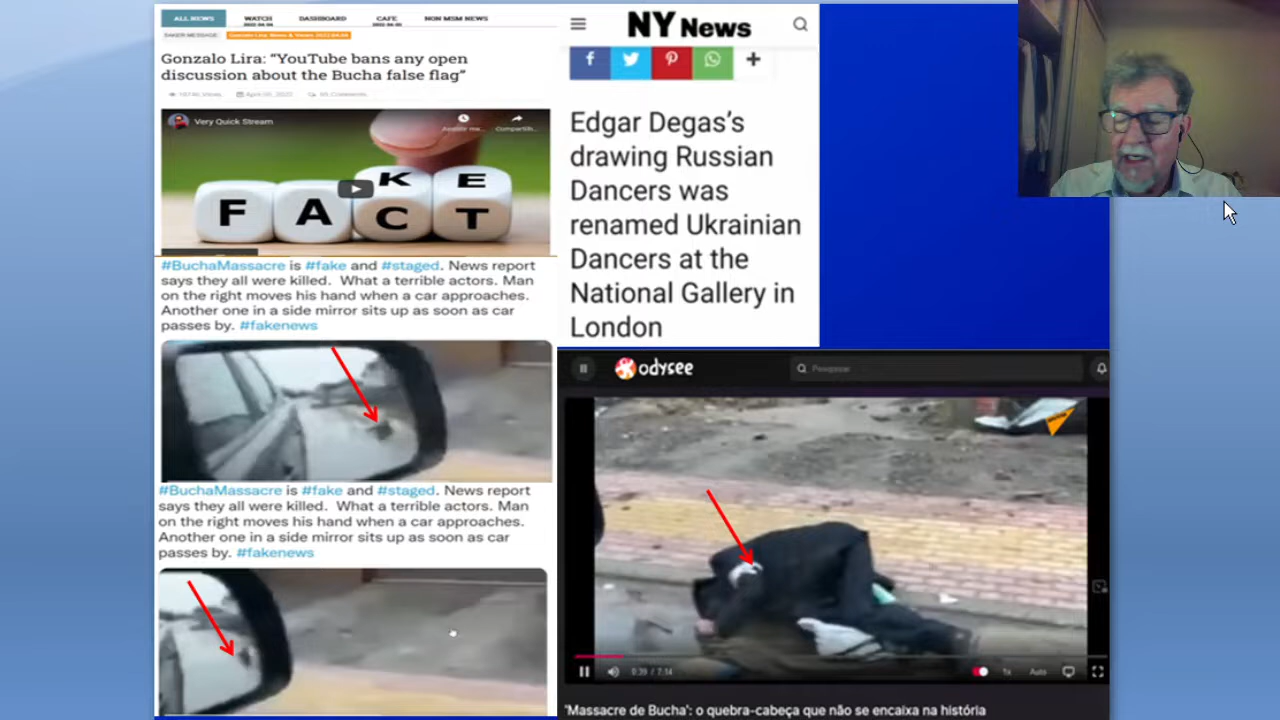 ALL NEWS
WATCH
DASHBOARD
CAFE
NON MSM NEWS
Gonzalo Lira: “YouTube bans any open
discussion about the Bucha false flag”
Very Quick Stream
FAKE
FACT
#BuchaMassacre is #fake and #staged. News report
says they all were killed. What a terrible actors. Man
on the right moves his hand when a car approaches.
Another one in a side mirror sits up as soon as car
passes by. #fakenews
#BuchaMassacre is #fake and #staged. News report
says they all were killed. What a terrible actors. Man
on the right moves his hand when a car approaches.
Another one in a side mirror sits up as soon as car
passes by. #fakenews
NY News
Edgar Degas’s
drawing Russian
Dancers was
renamed Ukrainian
Dancers at the
National Gallery in
London
odysee
Pesquisar
0:39 / 7:14
1x
Auto
'Massacre de Bucha': o quebra-cabeça que não se encaixa na história